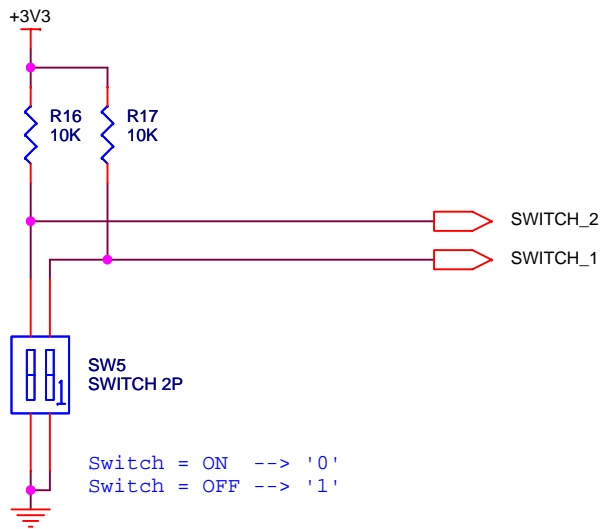 +3V3
R16
10K
R17
10K
SWITCH_2
SWITCH_1
SW5
SWITCH 2P
1
Switch = ON  --> '0'
Switch = OFF --> '1'